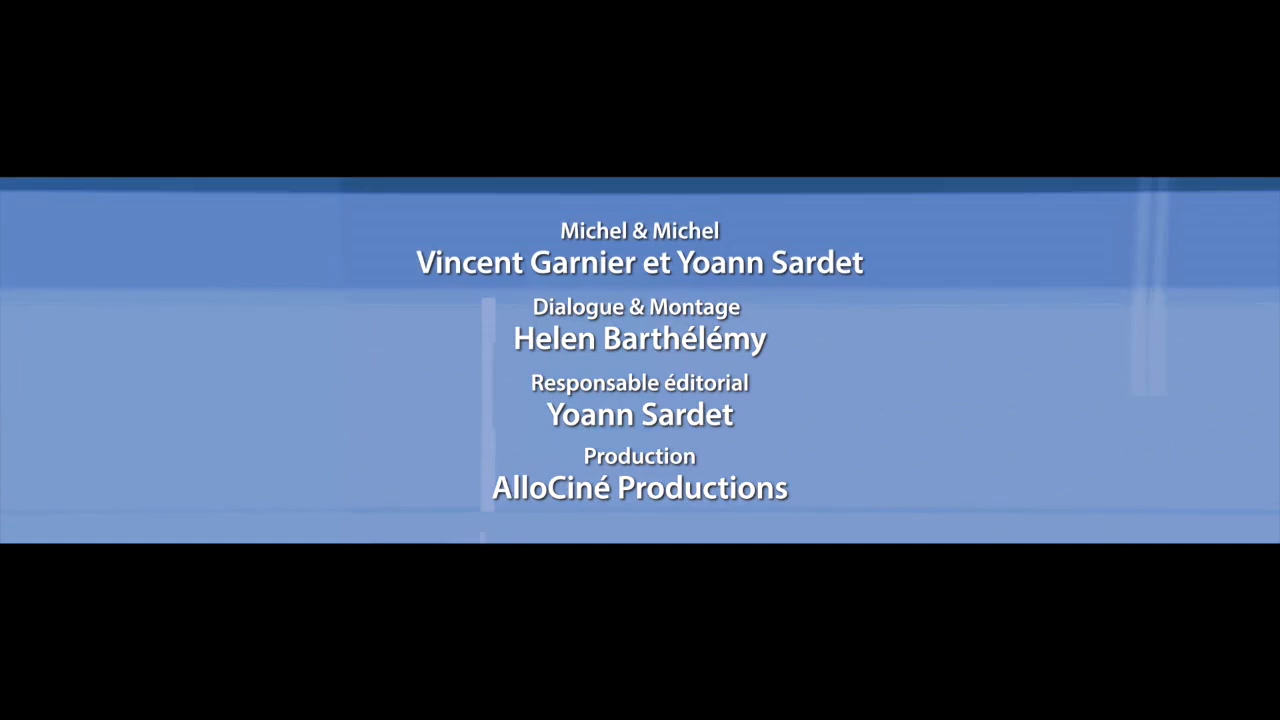 Michel & Michel
Vincent Garnier et Yoann Sardet
Dialogue & Montage
Helen Barthélémy
Responsable éditorial
Yoann Sardet
Production
AlloCiné Productions